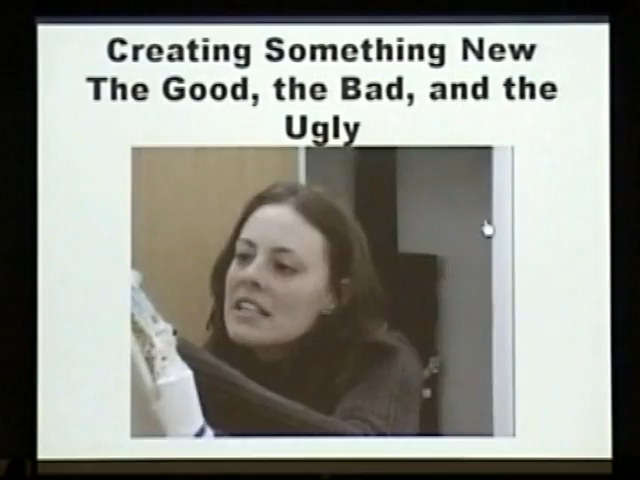 Creating Something New
The Good, the Bad, and the
Ugly